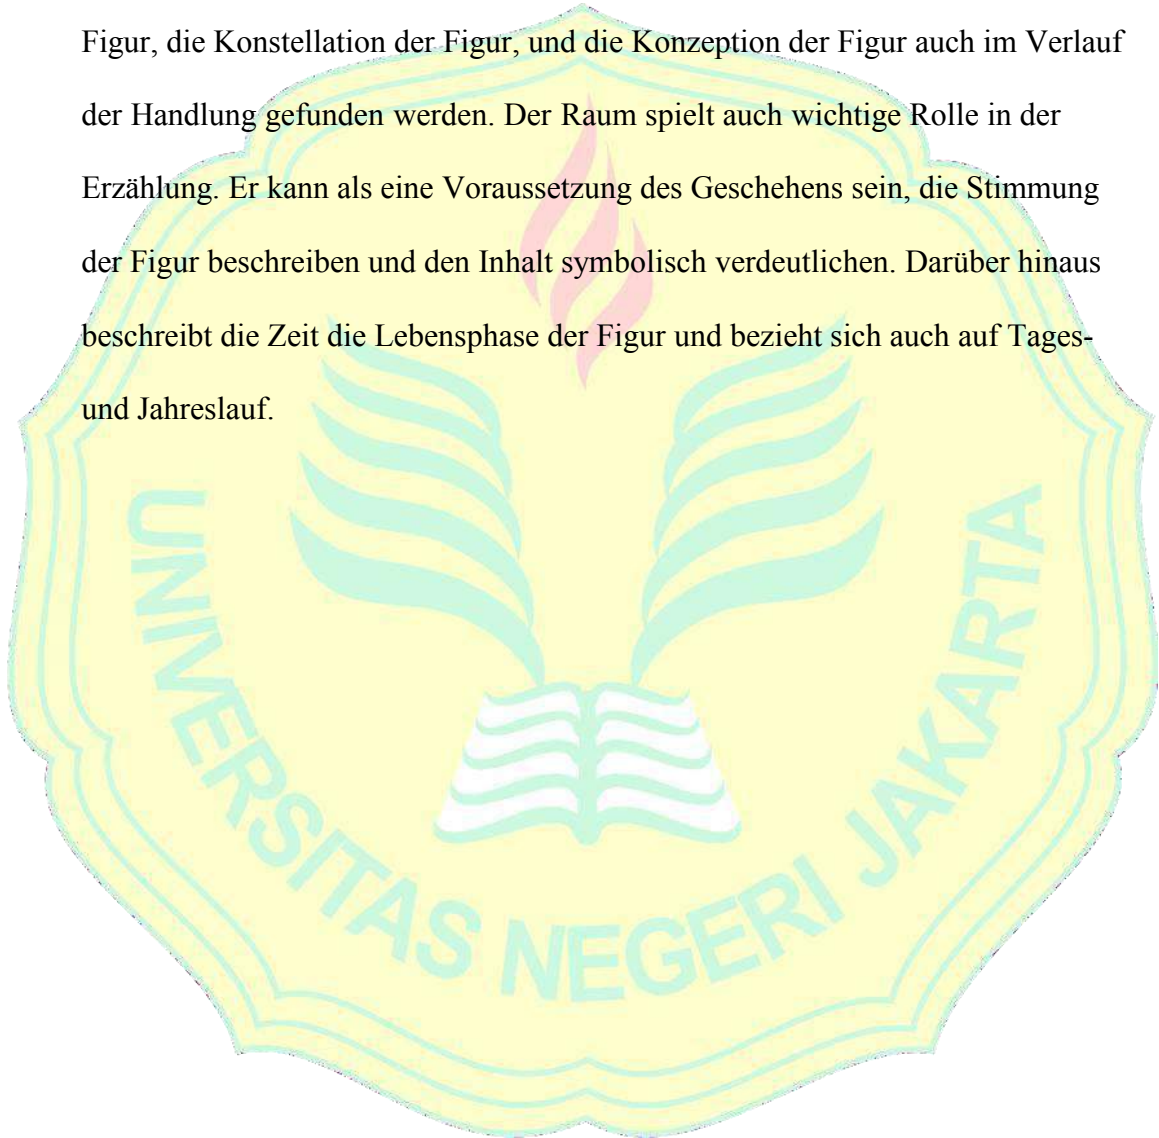 Figur, die Konstellation der Figur, und die Konzeption der Figur auch im Verlauf
der Handlung gefunden werden. Der Raum spielt auch wichtige Rolle in der
Erzählung. Er kann als eine Voraussetzung des Geschehens sein, die Stimmung
der Figur beschreiben und den Inhalt symbolisch verdeutlichen. Darüber hinaus
beschreibt die Zeit die Lebensphase der Figur und bezieht sich auch auf Tages-
und Jahreslauf.
UNIVERSITAS NEGERI JAKARTA